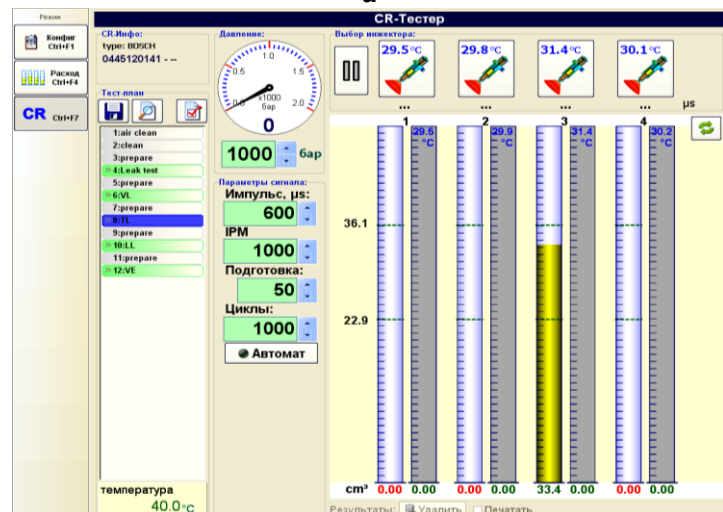 Режим
CR-Тестер
Конфиг
Ctrl+F1
Расход
Ctrl+F4
CR Ctrl+F7
CR-Инфо:
type: BOSCH
0445120141 - --
Тест-план
1:air clean
2:clean
3:prepare
4:Leak test
5:prepare
6:VL
7:prepare
8:TL
9:prepare
10:LL
11:prepare
12:VE
температура
40.0°C
Давление:
0.0 0.5 1.0 1.5 2.0
x1000
бар
0
1000 бар
Параметры сигнала:
Импульс, µs:
600
IPM
1000
Подготовка:
50
Циклы:
1000
Автомат
Выбор инжектора:
29.5°C 29.8°C 31.4°C 30.1°C
... ... ... ... µs
1 2 3 4
29.5 °C 29.9 °C 31.4 °C 30.2 °C
36.1
22.9
cm³ 0.00 0.00 0.00 0.00 33.4 0.00 0.00 0.00
Результаты: Удалить Печатать